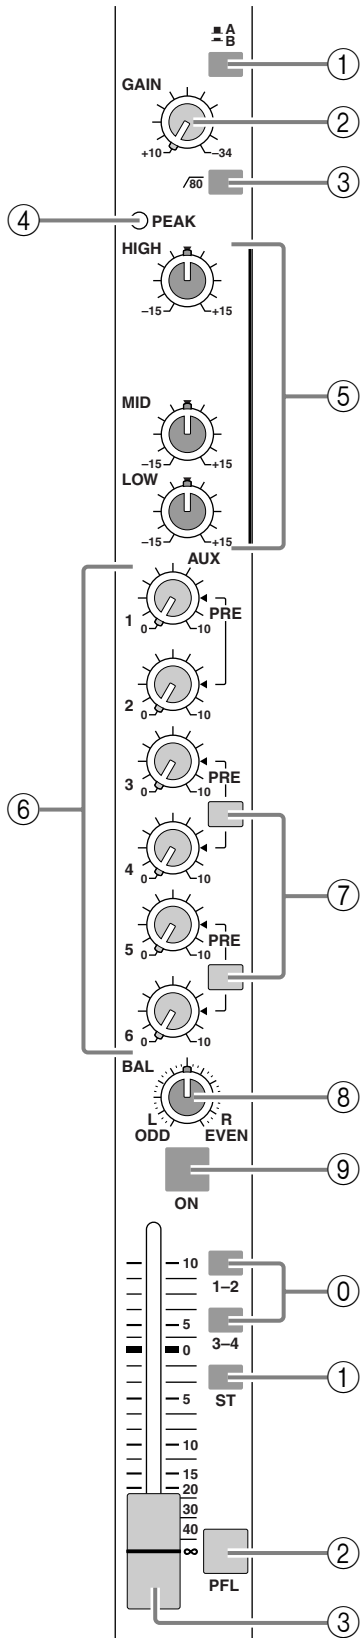 A
B
①
GAIN
②
+10 –34
80
③
④
PEAK
HIGH
–15 +15
⑤
MID
–15 +15
LOW
–15 +15
AUX
1
0 10
PRE
2
0 10
3
0 10
PRE
⑥
4
0 10
⑦
5
0 10
PRE
6
0 10
BAL
⑧
L R
ODD EVEN
⑨
ON
10
1–2
⓪
5
3–4
0
①
5
ST
10
15
20
30
40
∞
②
PFL
③